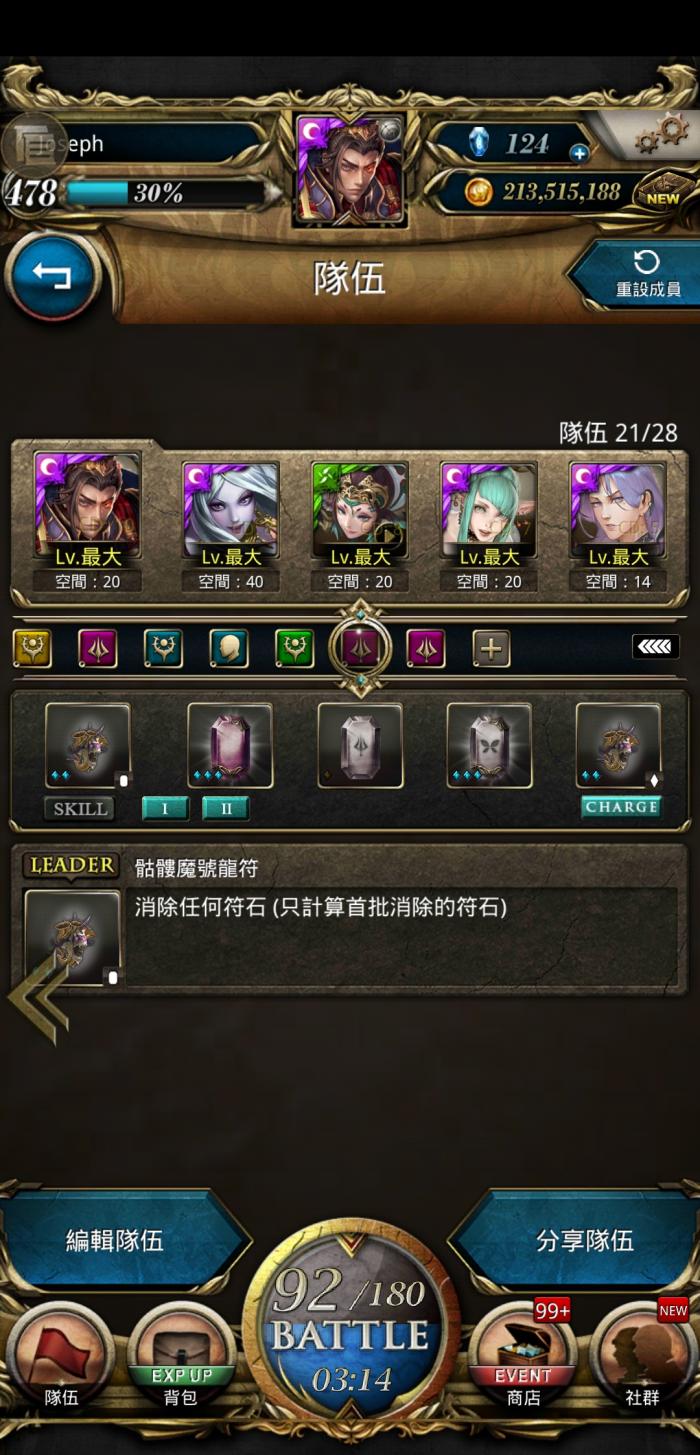 Joseph
124
478
30%
213,515,188
NEW
隊伍
重設成員
隊伍 21/28
Lv.最大
Lv.最大
Lv.最大
Lv.最大
Lv.最大
空間：20
空間：40
空間：20
空間：20
空間：14
SKILL
I
II
CHARGE
LEADER
骷髏魔號龍符
消除任何符石 (只計算首批消除的符石)
編輯隊伍
分享隊伍
92/180
BATTLE
03:14
99+
NEW
EXP UP
EVENT
隊伍
背包
商店
社群